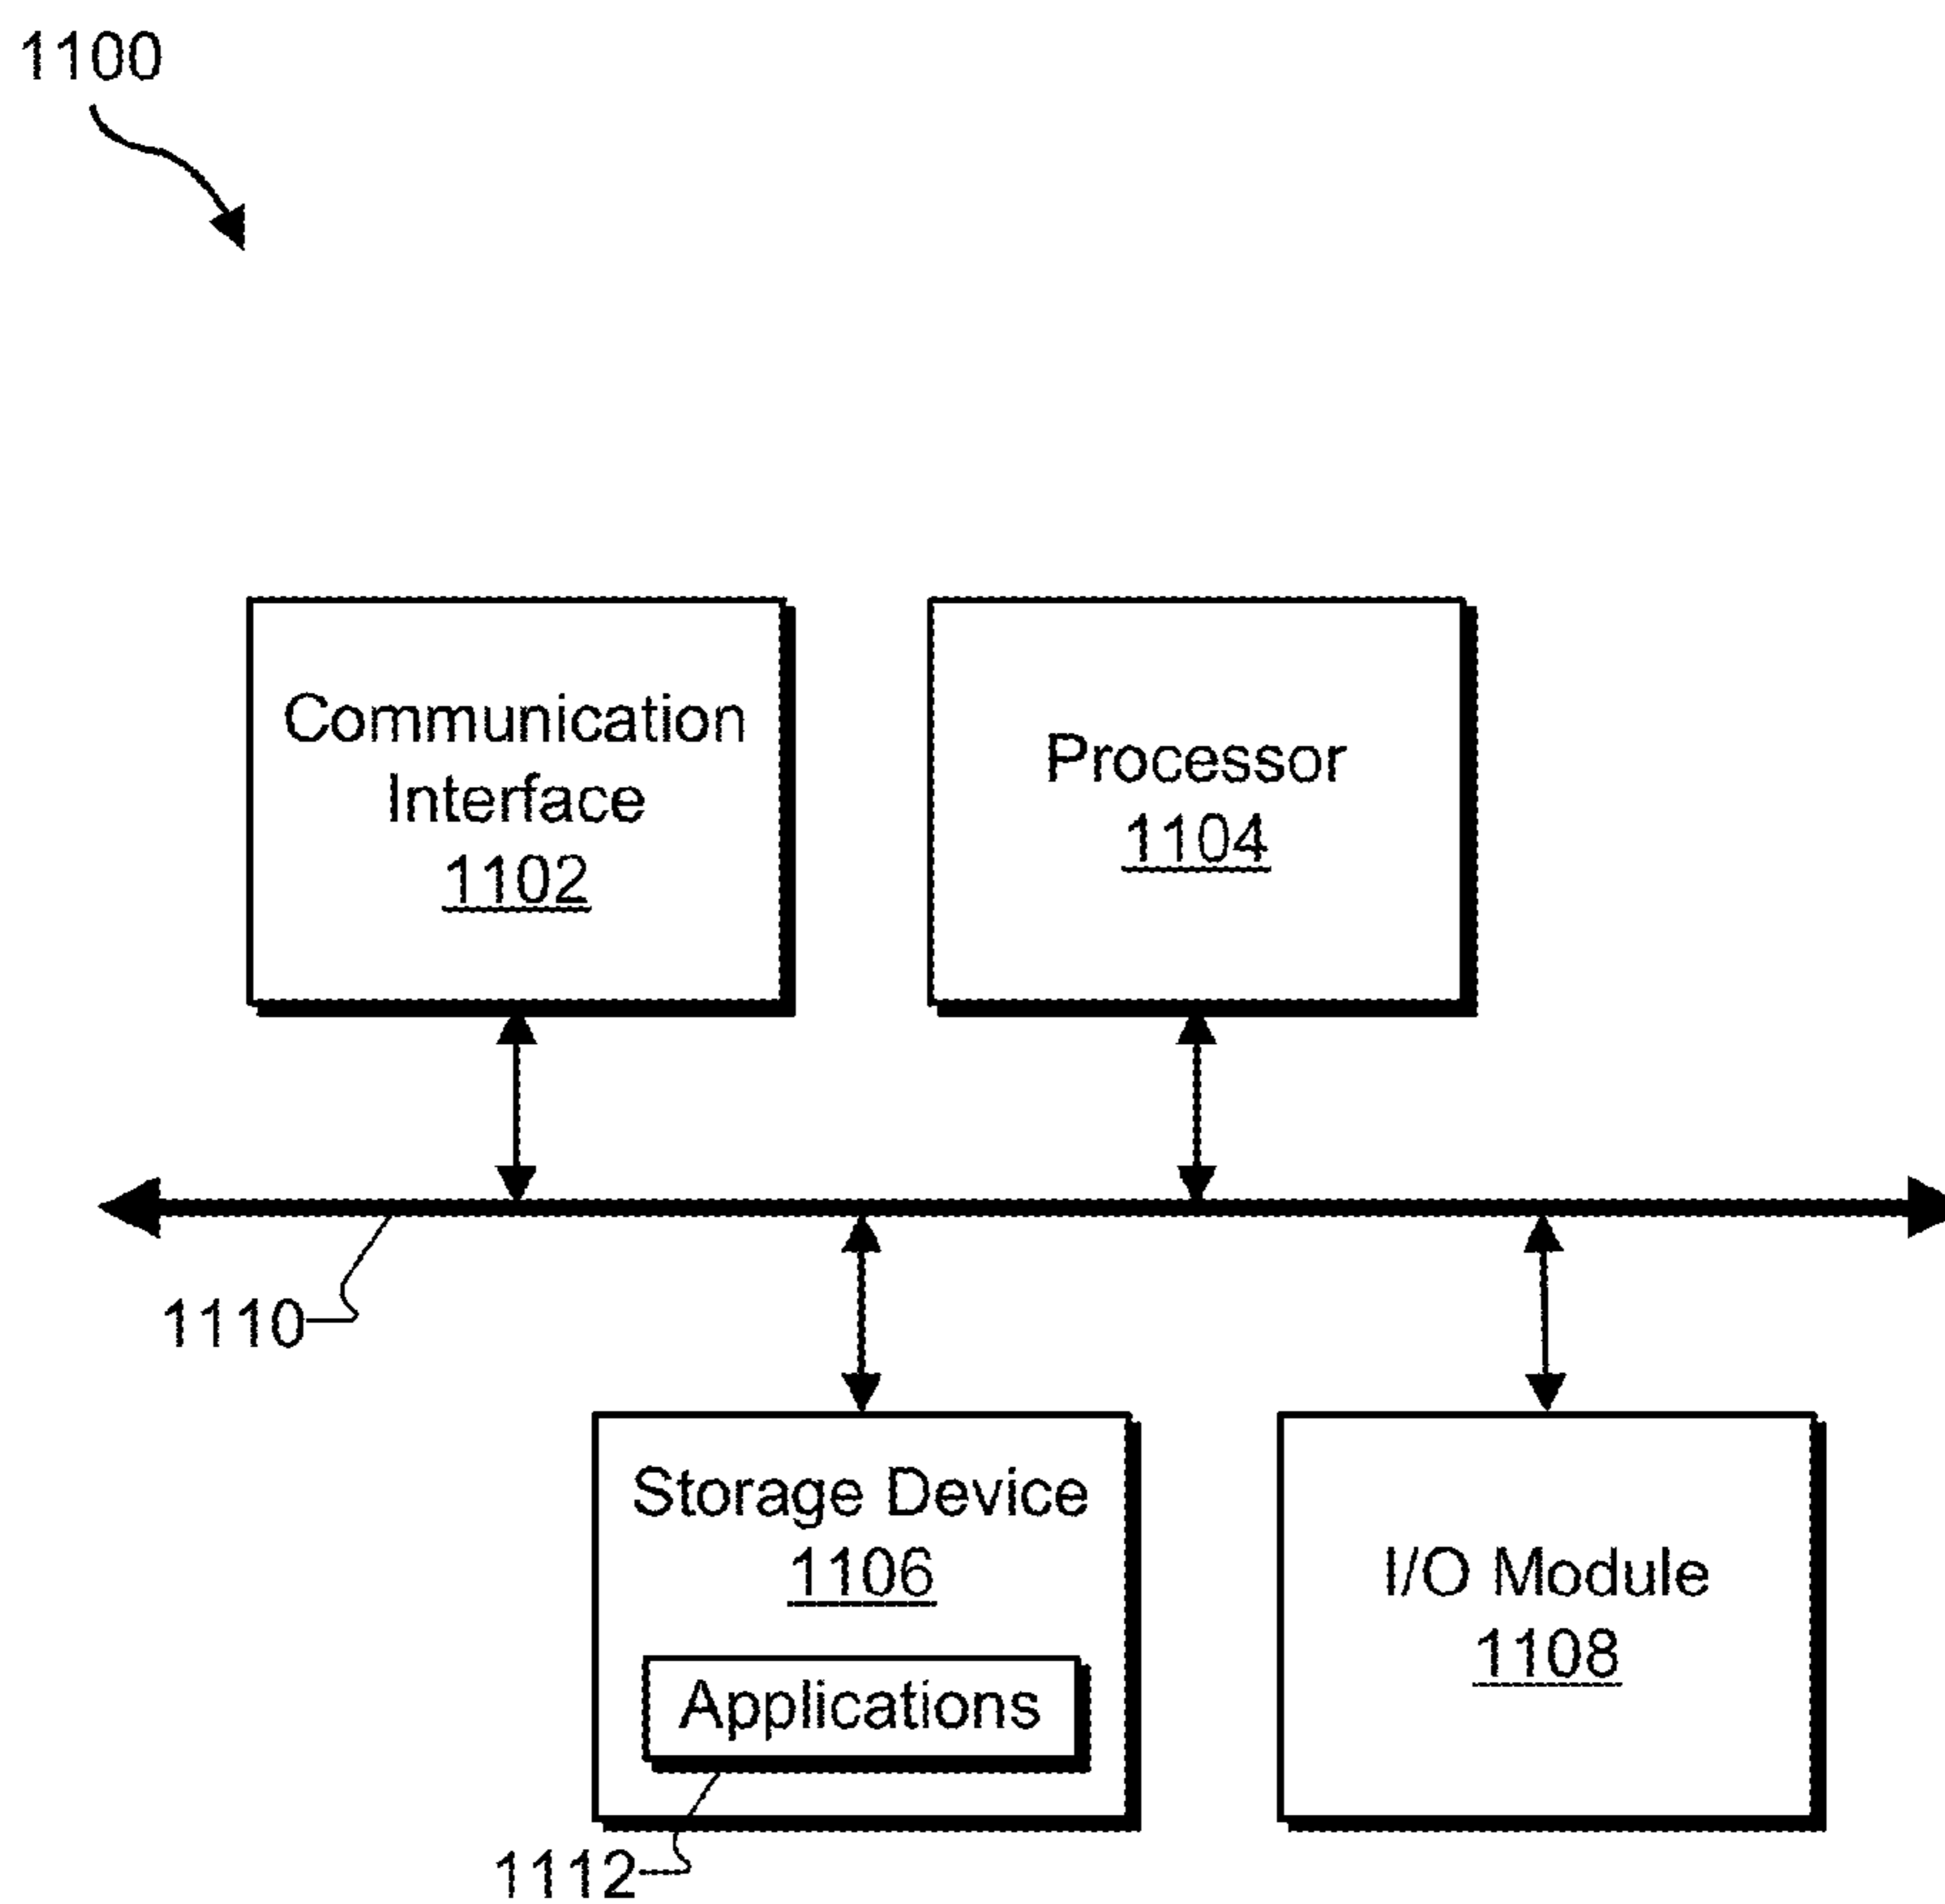 1100
Communication
Interface
1102
Processor
1104
1110
Storage Device
1106
Applications
1112
I/O Module
1108